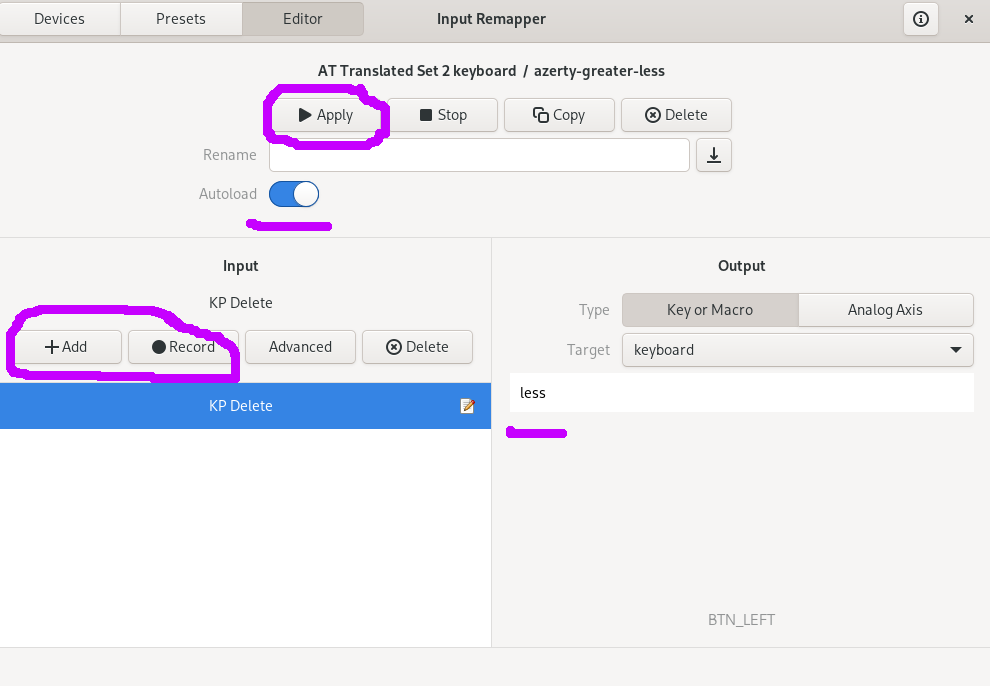 Devices Presets Editor Input Remapper
AT Translated Set 2 keyboard / azerty-greater-less
Apply Stop Copy Delete
Rename
Autoload
Input
KP Delete
Add Record Advanced Delete
KP Delete
Output
Type Key or Macro Analog Axis
Target keyboard
less
BTN_LEFT